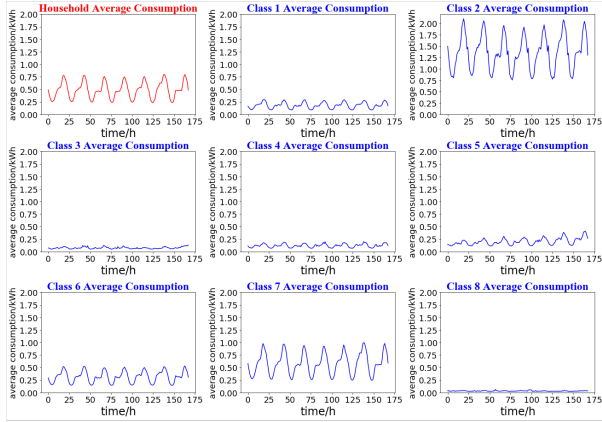 Household Average Consumption
average consumption/kWh
2.00
1.75
1.50
1.25
1.00
0.75
0.50
0.25
0.00
0 25 50 75 100 125 150 175
time/h
Class 1 Average Consumption
average consumption/kWh
2.00
1.75
1.50
1.25
1.00
0.75
0.50
0.25
0.00
0 25 50 75 100 125 150 175
time/h
Class 2 Average Consumption
average consumption/kWh
2.00
1.75
1.50
1.25
1.00
0.75
0.50
0.25
0.00
0 25 50 75 100 125 150 175
time/h
Class 3 Average Consumption
average consumption/kWh
2.00
1.75
1.50
1.25
1.00
0.75
0.50
0.25
0.00
0 25 50 75 100 125 150 175
time/h
Class 4 Average Consumption
average consumption/kWh
2.00
1.75
1.50
1.25
1.00
0.75
0.50
0.25
0.00
0 25 50 75 100 125 150 175
time/h
Class 5 Average Consumption
average consumption/kWh
2.00
1.75
1.50
1.25
1.00
0.75
0.50
0.25
0.00
0 25 50 75 100 125 150 175
time/h
Class 6 Average Consumption
average consumption/kWh
2.00
1.75
1.50
1.25
1.00
0.75
0.50
0.25
0.00
0 25 50 75 100 125 150 175
time/h
Class 7 Average Consumption
average consumption/kWh
2.00
1.75
1.50
1.25
1.00
0.75
0.50
0.25
0.00
0 25 50 75 100 125 150 175
time/h
Class 8 Average Consumption
average consumption/kWh
2.00
1.75
1.50
1.25
1.00
0.75
0.50
0.25
0.00
0 25 50 75 100 125 150 175
time/h